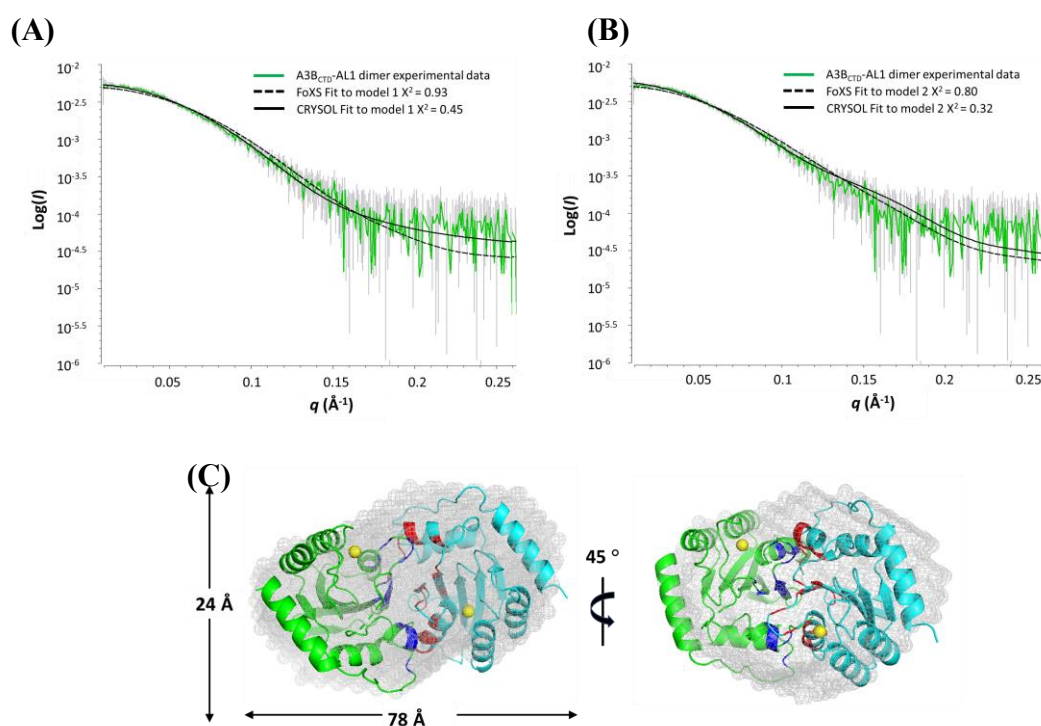 (A)
Log(I)
10-2
10-2.5
10-3
10-3.5
10-4
10-4.5
10-5
10-5.5
10-6
A3BCTD-AL1 dimer experimental data
FoXS Fit to model 1 X2 = 0.93
CRYSOL Fit to model 1 X2 = 0.45
0.05 0.1 0.15 0.2 0.25
q (Å-1)
(B)
Log(I)
10-2
10-2.5
10-3
10-3.5
10-4
10-4.5
10-5
10-5.5
10-6
A3BCTD-AL1 dimer experimental data
FoXS Fit to model 2 X2 = 0.80
CRYSOL Fit to model 2 X2 = 0.32
0.05 0.1 0.15 0.2 0.25
q (Å-1)
(C)
24 Å
78 Å
45 °